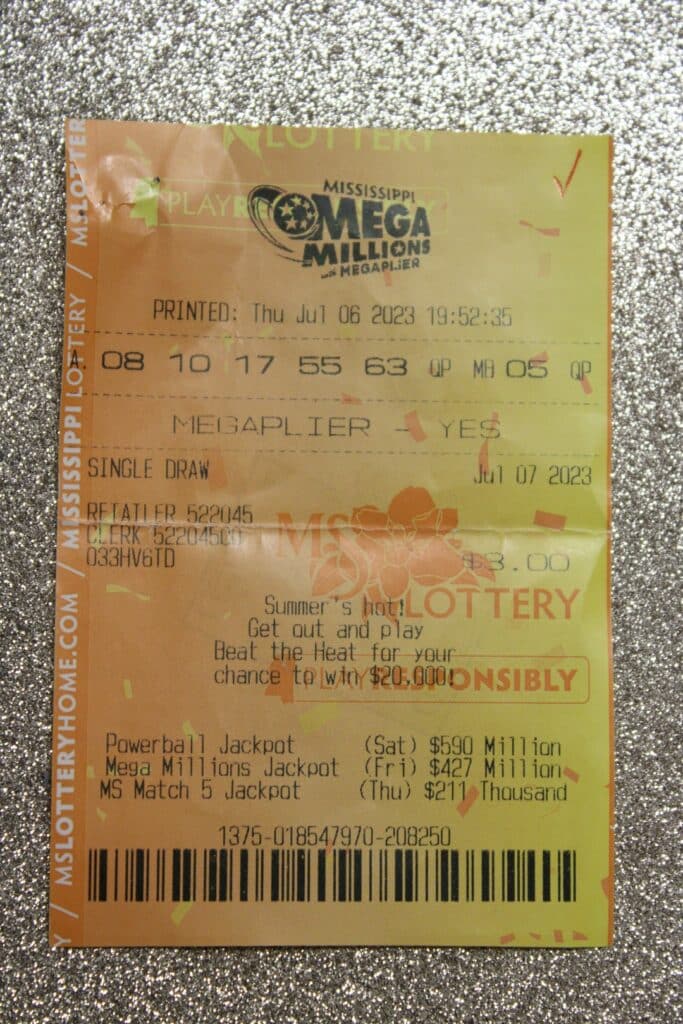 LOTTERY
PLAY
MISSISSIPPI
MEGA
MILLIONS
with MEGAPLIER
PRINTED: Thu Jul 06 2023 19:52:35
A. 08 10 17 55 63 QP MB 05 QP
MEGAPLIER - YES
SINGLE DRAW Jul 07 2023
RETAILER 522045
CLERK 522045C0
033HV6TD
$3.00
MS
LOTTERY
Summer's hot!
Get out and play
Beat the Heat for your
chance to win $20,000!
PLAY RESPONSIBLY
Powerball Jackpot (Sat) $590 Million
Mega Millions Jackpot (Fri) $427 Million
MS Match 5 Jackpot (Thu) $211 Thousand
1375-018547970-208250
Y / MSLOTTERYHOME.COM / MISSISSIPPI LOTTERY / MSLOTTER